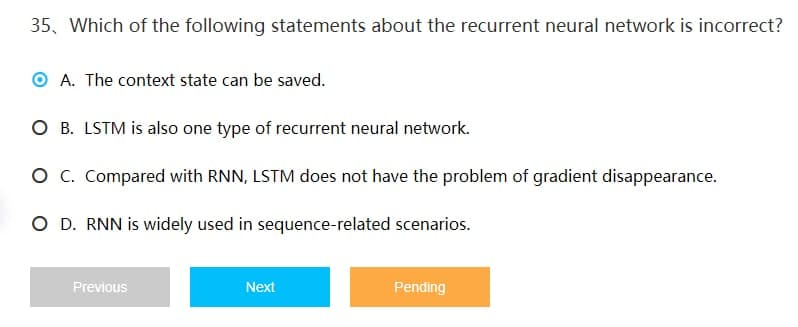 35、Which of the following statements about the recurrent neural network is incorrect?
A. The context state can be saved.
B. LSTM is also one type of recurrent neural network.
C. Compared with RNN, LSTM does not have the problem of gradient disappearance.
D. RNN is widely used in sequence-related scenarios.
Previous Next Pending